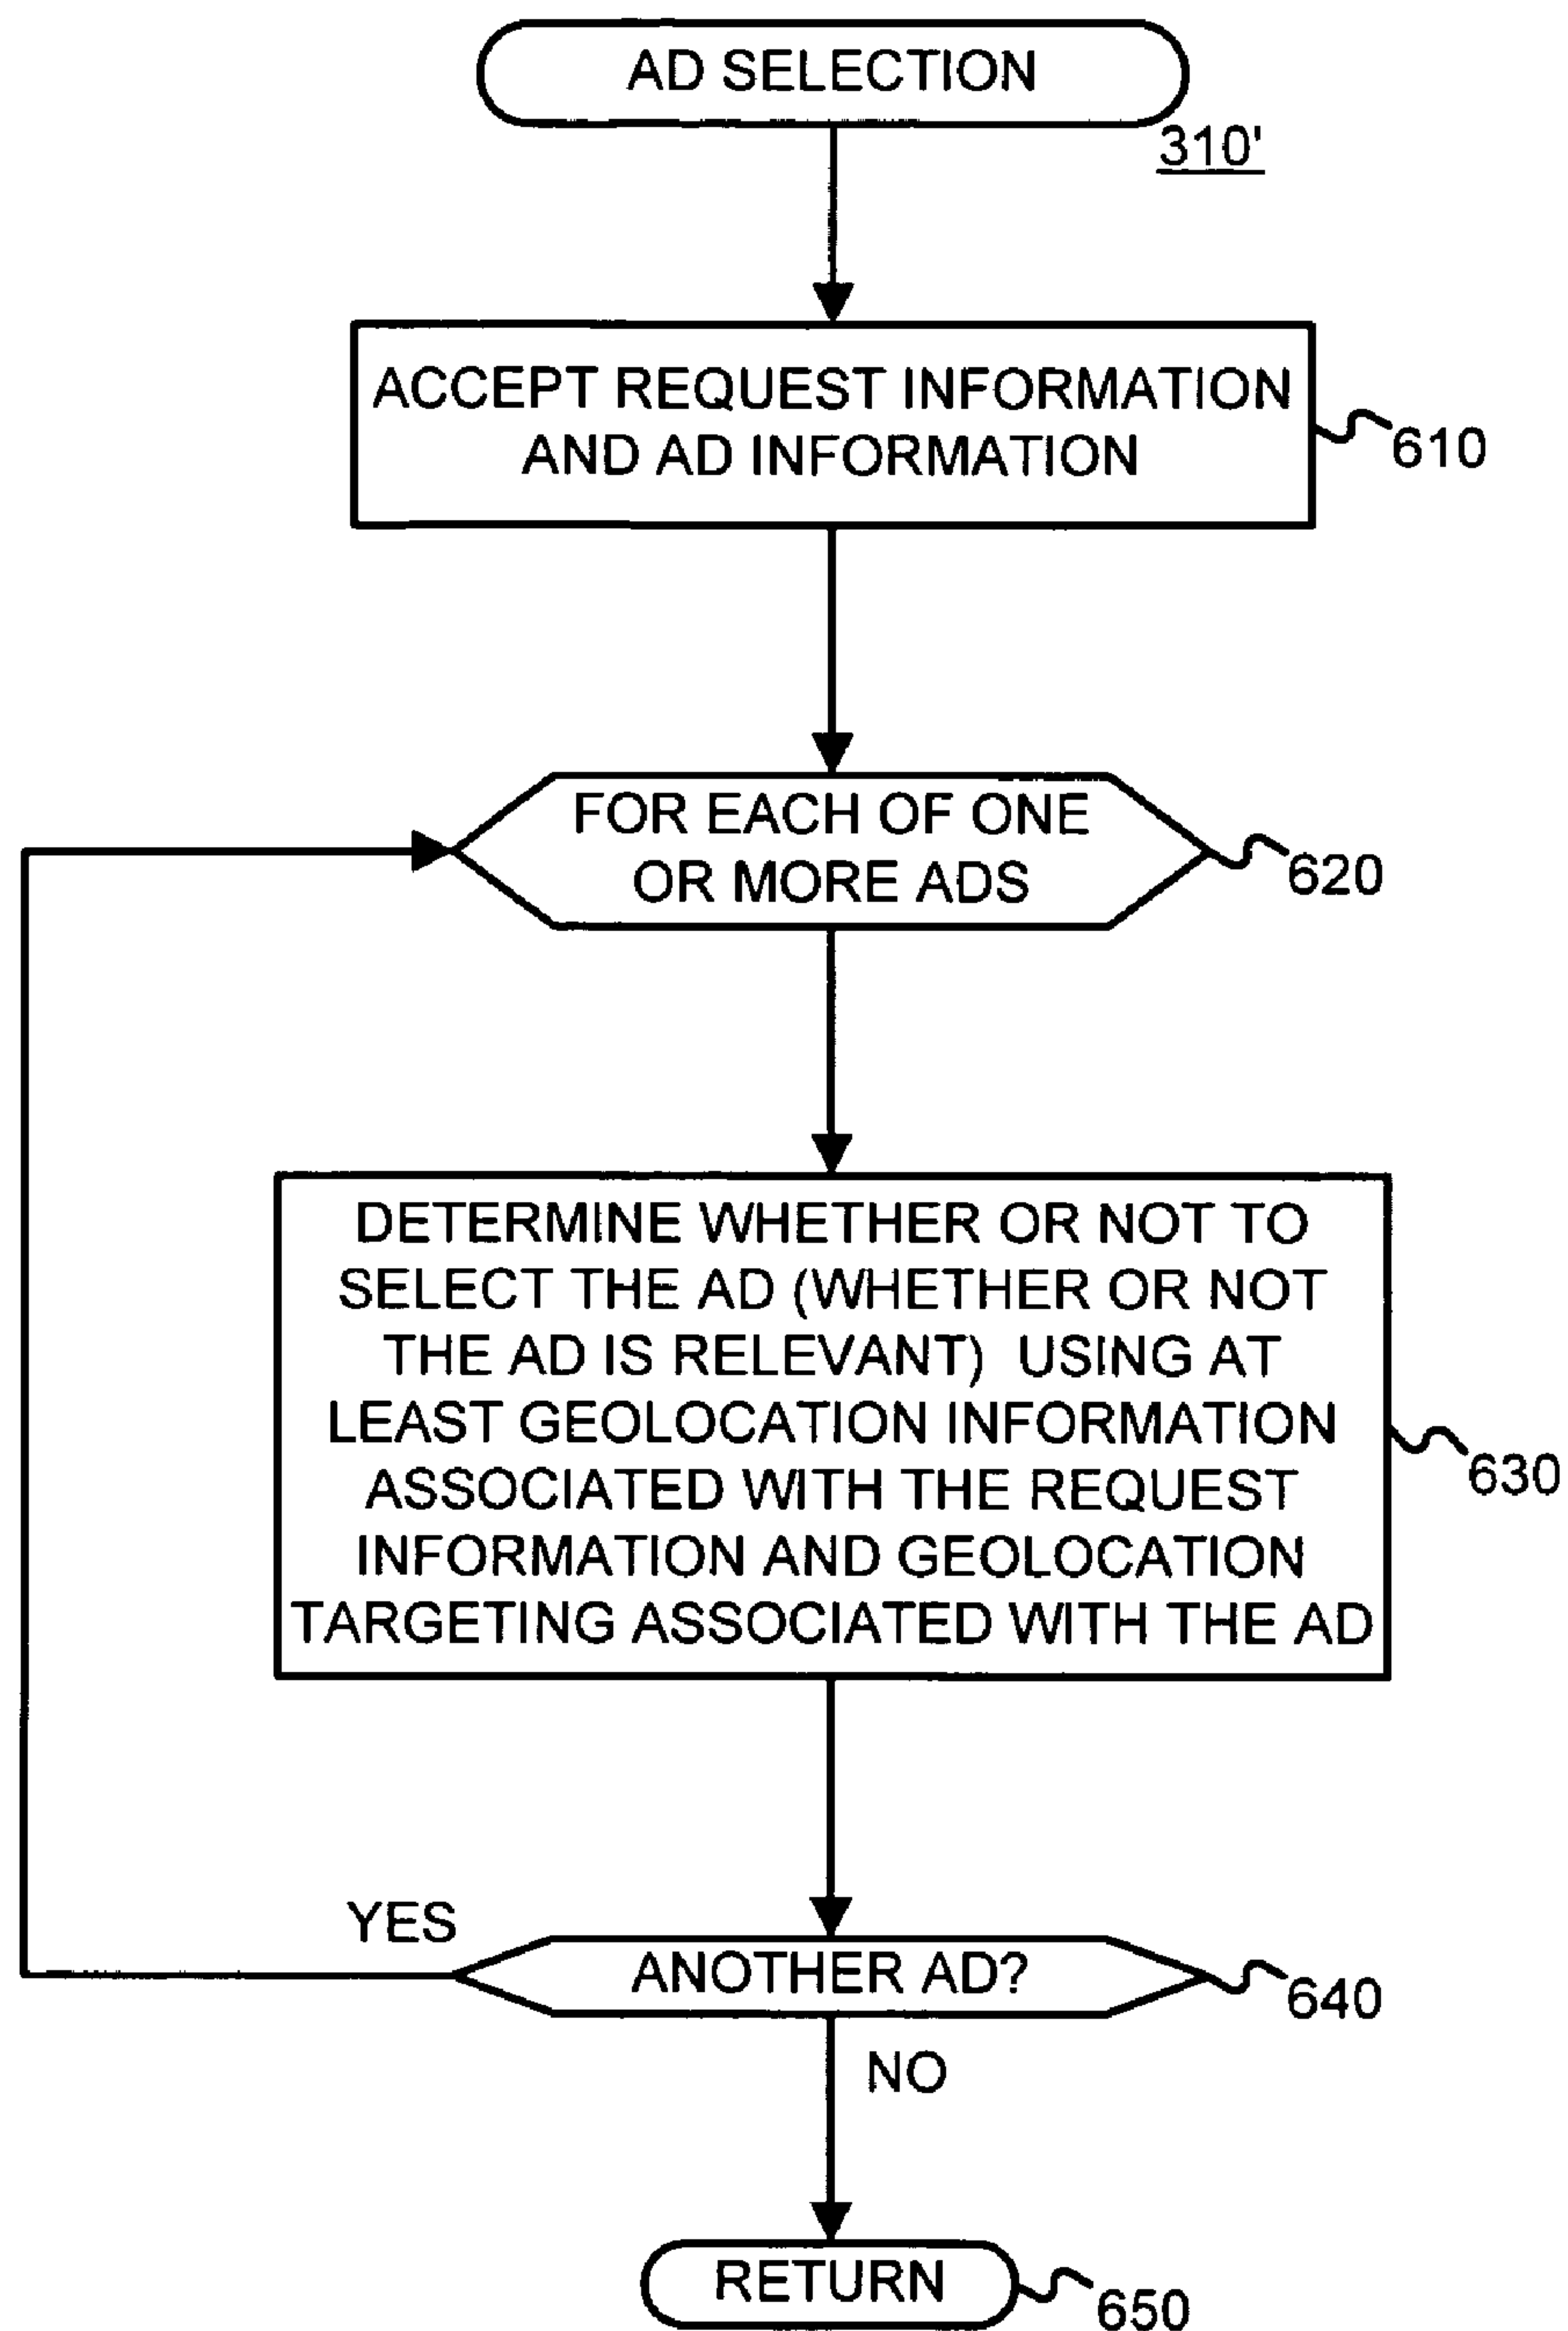 AD SELECTION
310'
ACCEPT REQUEST INFORMATION
AND AD INFORMATION
610
FOR EACH OF ONE
OR MORE ADS
620
DETERMINE WHETHER OR NOT TO
SELECT THE AD (WHETHER OR NOT
THE AD IS RELEVANT) USING AT
LEAST GEOLOCATION INFORMATION
ASSOCIATED WITH THE REQUEST
INFORMATION AND GEOLOCATION
TARGETING ASSOCIATED WITH THE AD
630
YES
ANOTHER AD?
640
NO
RETURN
650